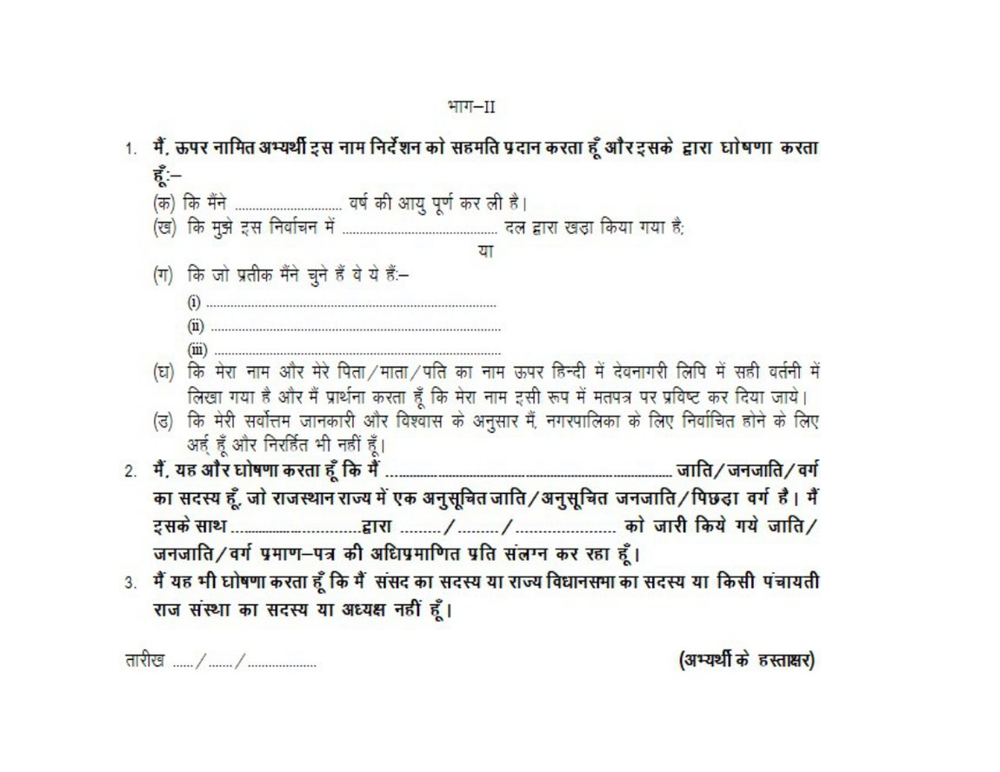 भाग–II
1. मैं, ऊपर नामित अभ्यर्थी इस नाम निर्देशन को सहमति प्रदान करता हूँ और इसके द्वारा घोषणा करता
हूँ:–
(क) कि मैंने ............................... वर्ष की आयु पूर्ण कर ली है।
(ख) कि मुझे इस निर्वाचन में ............................................. दल द्वारा खड़ा किया गया है;
या
(ग) कि जो प्रतीक मैंने चुने हैं वे ये हैं:–
(i) ....................................................................................
(ii) ....................................................................................
(iii) ...................................................................................
(घ) कि मेरा नाम और मेरे पिता/माता/पति का नाम ऊपर हिन्दी में देवनागरी लिपि में सही वर्तनी में
लिखा गया है और मैं प्रार्थना करता हूँ कि मेरा नाम इसी रूप में मतपत्र पर प्रविष्ट कर दिया जाये।
(ड) कि मेरी सर्वोत्तम जानकारी और विश्वास के अनुसार मैं, नगरपालिका के लिए निर्वाचित होने के लिए
अर्ह् हूँ और निरर्हित भी नहीं हूँ।
2. मैं, यह और घोषणा करता हूँ कि मैं .................................................................................. जाति/जनजाति/वर्ग
का सदस्य हूँ, जो राजस्थान राज्य में एक अनुसूचित जाति/अनुसूचित जनजाति/पिछड़ा वर्ग है। मैं
इसके साथ ....................................द्वारा ........./........./...................... को जारी किये गये जाति/
जनजाति/वर्ग प्रमाण–पत्र की अधिप्रमाणित प्रति संलग्न कर रहा हूँ।
3. मैं यह भी घोषणा करता हूँ कि मैं संसद का सदस्य या राज्य विधानसभा का सदस्य या किसी पंचायती
राज संस्था का सदस्य या अध्यक्ष नहीं हूँ।
तारीख ....../......./.................... (अभ्यर्थी के हस्ताक्षर)